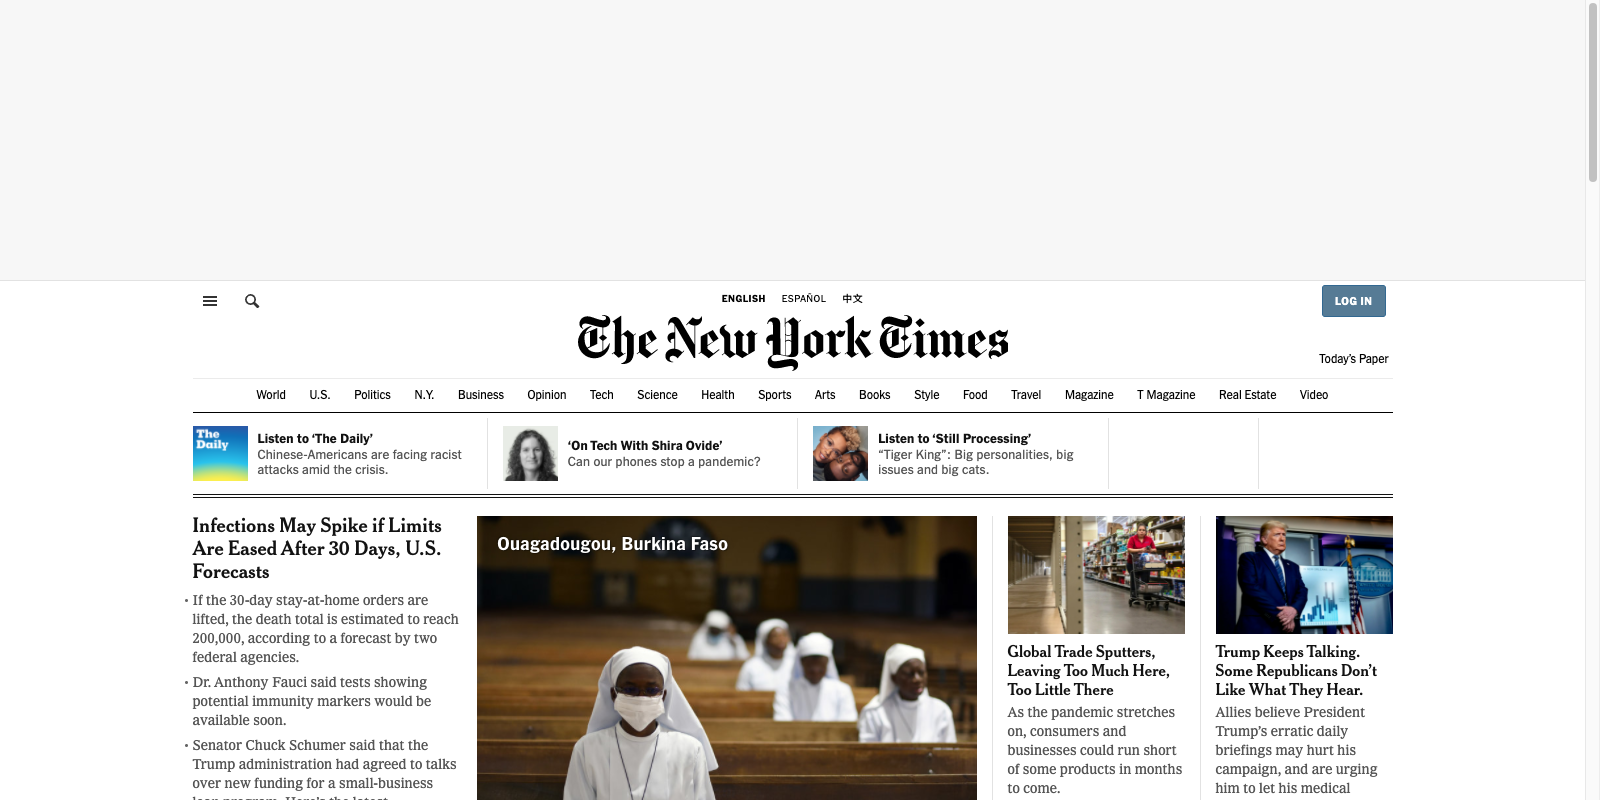 ENGLISH ESPAÑOL 中文
LOG IN
The New York Times
Today's Paper
World U.S. Politics N.Y. Business Opinion Tech Science Health Sports Arts Books Style Food Travel Magazine T Magazine Real Estate Video
The
Daily
Listen to ‘The Daily’
Chinese-Americans are facing racist
attacks amid the crisis.
‘On Tech With Shira Ovide’
Can our phones stop a pandemic?
Listen to ‘Still Processing’
“Tiger King”: Big personalities, big
issues and big cats.
Infections May Spike if Limits
Are Eased After 30 Days, U.S.
Forecasts
• If the 30-day stay-at-home orders are
lifted, the death total is estimated to reach
200,000, according to a forecast by two
federal agencies.
• Dr. Anthony Fauci said tests showing
potential immunity markers would be
available soon.
• Senator Chuck Schumer said that the
Trump administration had agreed to talks
over new funding for a small-business
loan program. Here's the latest.
Ouagadougou, Burkina Faso
Global Trade Sputters,
Leaving Too Much Here,
Too Little There
As the pandemic stretches
on, consumers and
businesses could run short
of some products in months
to come.
Trump Keeps Talking.
Some Republicans Don’t
Like What They Hear.
Allies believe President
Trump’s erratic daily
briefings may hurt his
campaign, and are urging
him to let his medical